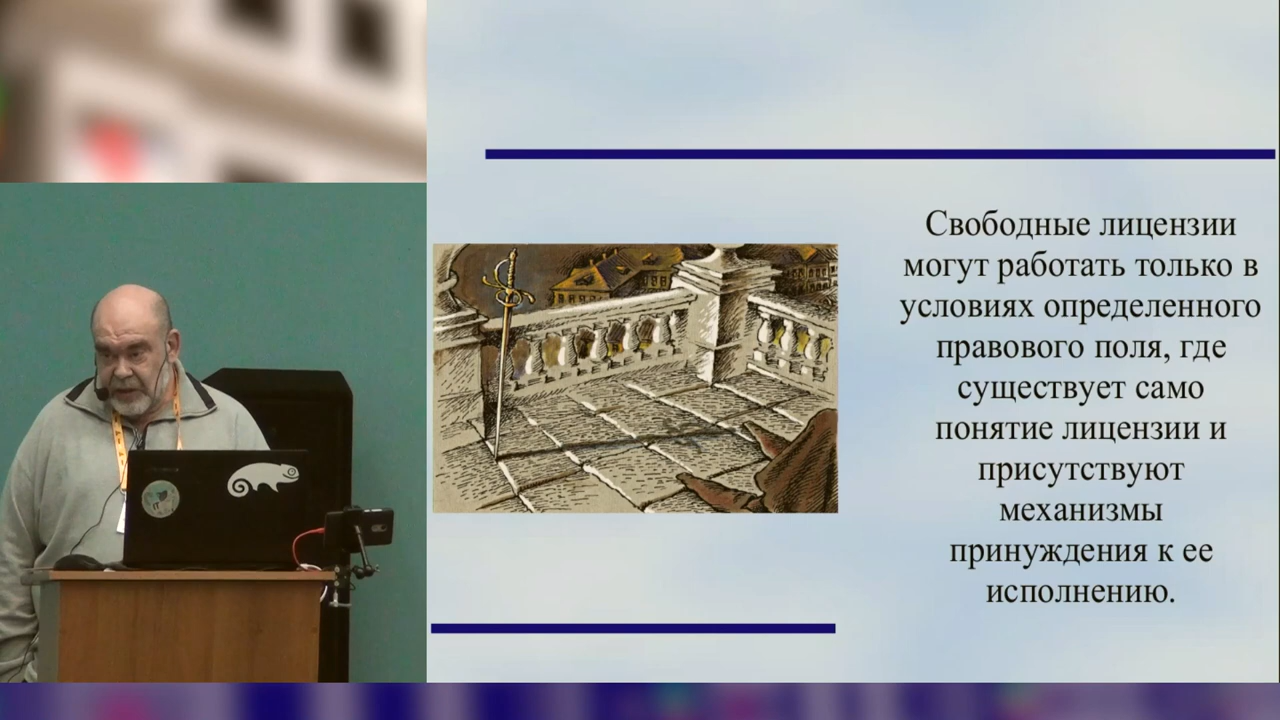 Свободные лицензии
могут работать только в
условиях определенного
правового поля, где
существует само
понятие лицензии и
присутствуют
механизмы
принуждения к ее
исполнению.